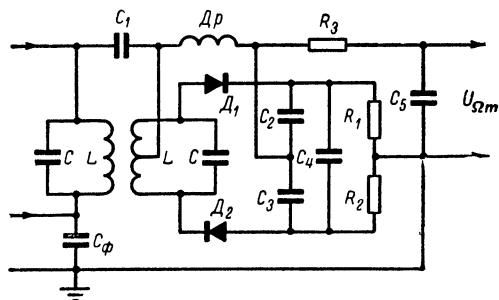 C₁ Др R₃
Д₁ C₅ U_Ωm
C₂ R₁
C L L C C₄
Д₂ C₃ R₂
C_ф